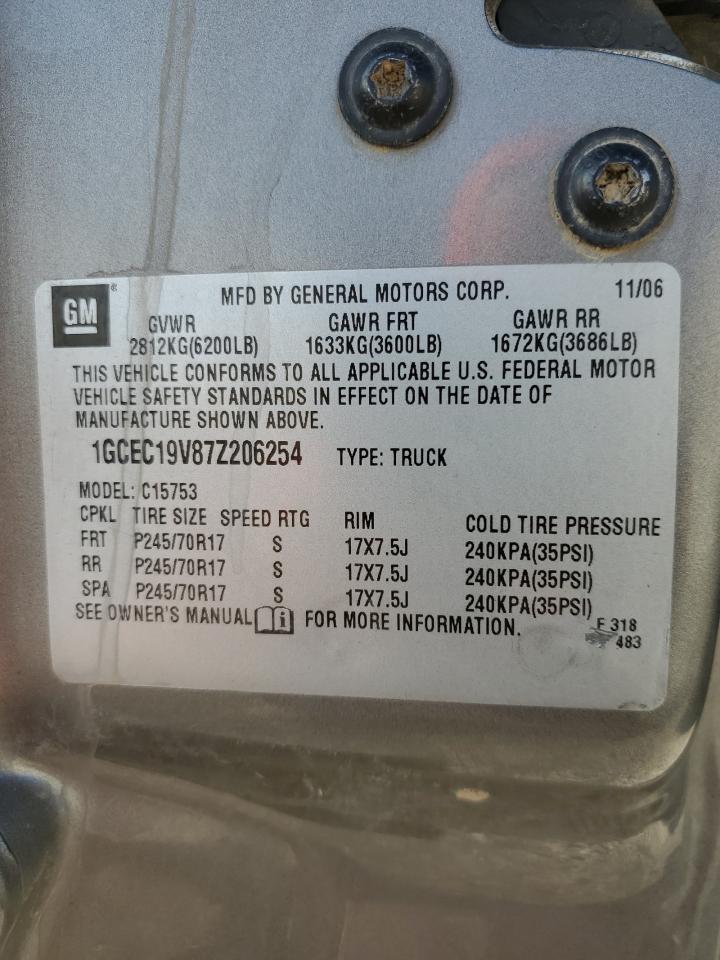 GM® MFD BY GENERAL MOTORS CORP. 11/06
GVWR GAWR FRT GAWR RR
2812KG(6200LB) 1633KG(3600LB) 1672KG(3686LB)
THIS VEHICLE CONFORMS TO ALL APPLICABLE U.S. FEDERAL MOTOR
VEHICLE SAFETY STANDARDS IN EFFECT ON THE DATE OF
MANUFACTURE SHOWN ABOVE.
1GCEC19V87Z206254 TYPE: TRUCK
MODEL: C15753
CPKL TIRE SIZE SPEED RTG RIM COLD TIRE PRESSURE
FRT P245/70R17 S 17X7.5J 240KPA(35PSI)
RR P245/70R17 S 17X7.5J 240KPA(35PSI)
SPA P245/70R17 S 17X7.5J 240KPA(35PSI)
SEE OWNER'S MANUAL i FOR MORE INFORMATION.
F 318
483